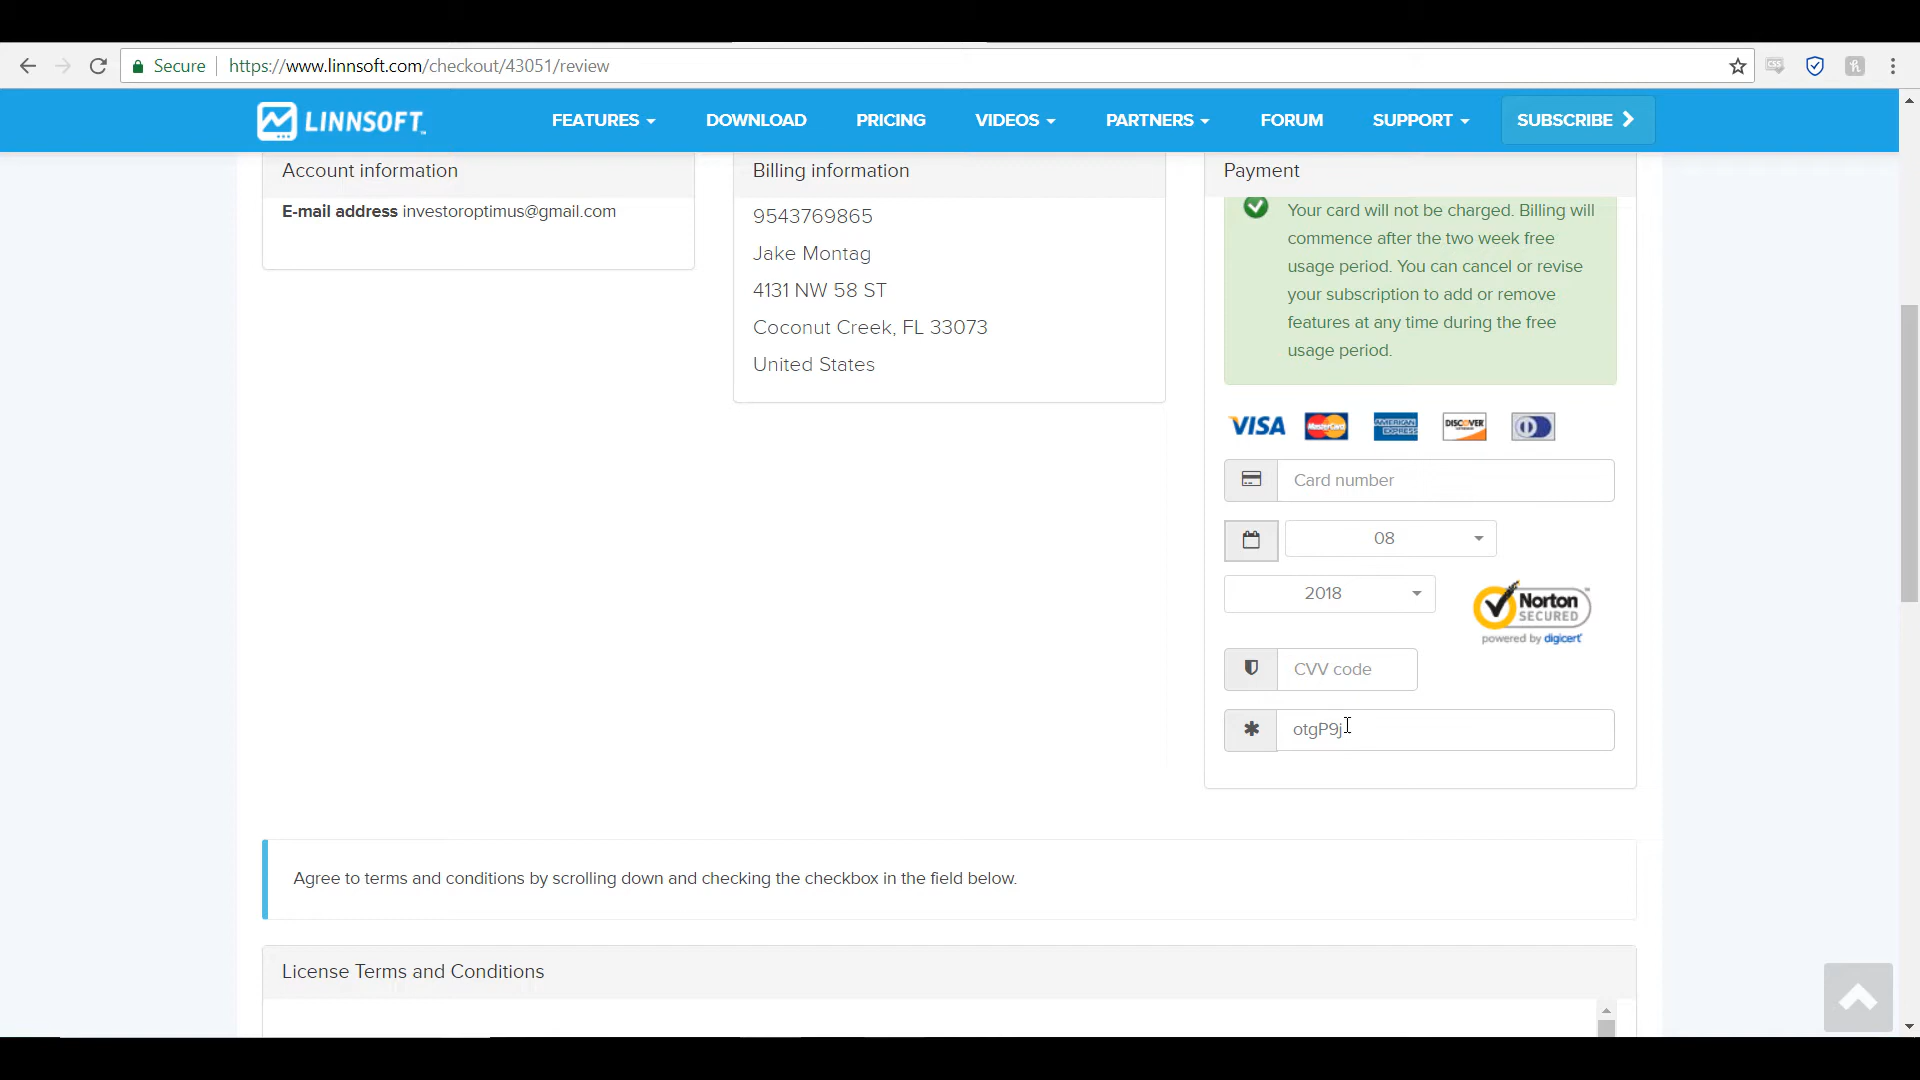 Secure
https://www.linnsoft.com/checkout/43051/review
CSS
h
LINNSOFT
FEATURES
DOWNLOAD
PRICING
VIDEOS
PARTNERS
FORUM
SUPPORT
SUBSCRIBE
Account information
E-mail address investoroptimus@gmail.com
Billing information
9543769865
Jake Montag
4131 NW 58 ST
Coconut Creek, FL 33073
United States
Payment
Your card will not be charged. Billing will
commence after the two week free
usage period. You can cancel or revise
your subscription to add or remove
features at any time during the free
usage period.
VISA
MasterCard
AMERICAN
EXPRESS
DISCOVER
Card number
08
2018
Norton
SECURED
powered by digicert
CVV code
otgP9j
Agree to terms and conditions by scrolling down and checking the checkbox in the field below.
License Terms and Conditions